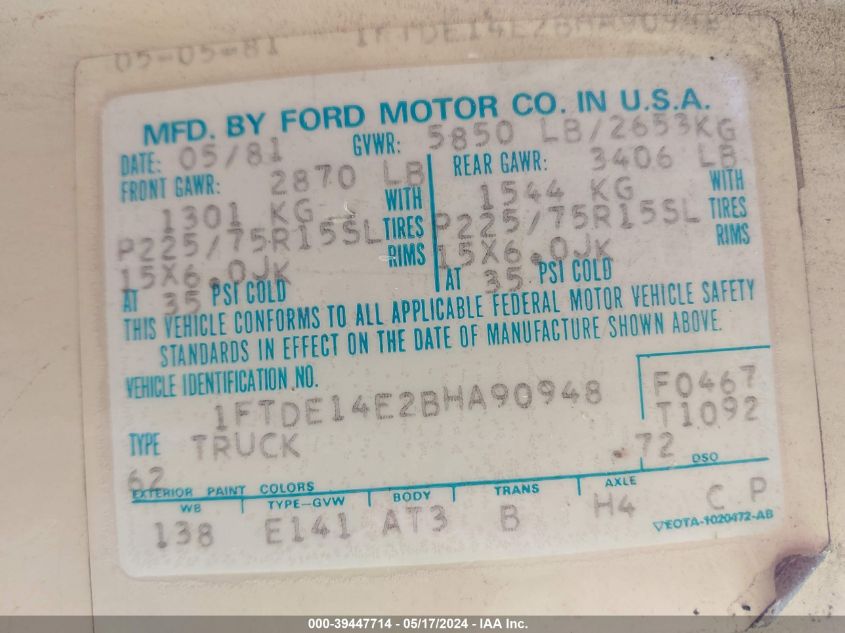 05-05-81 1FTDE14E2BHA90948
MFD. BY FORD MOTOR CO. IN U.S.A.
DATE: 05/81 GVWR: 5850 LB/2653KG
FRONT GAWR: 2870 LB REAR GAWR: 3406 LB
1301 KG WITH 1544 KG WITH
P225/75R15SL TIRES P225/75R15SL TIRES
15X6.0JK RIMS 15X6.0JK RIMS
AT 35 PSI COLD AT 35 PSI COLD
THIS VEHICLE CONFORMS TO ALL APPLICABLE FEDERAL MOTOR VEHICLE SAFETY
STANDARDS IN EFFECT ON THE DATE OF MANUFACTURE SHOWN ABOVE.
VEHICLE IDENTIFICATION NO. F0467
1FTDE14E2BHA90948 T1092
TYPE TRUCK .72 DSO
62
EXTERIOR PAINT COLORS
WB TYPE-GVW BODY TRANS AXLE
138 E141 AT3 B H4 C P
▽EOTA-1020472-AB
000-39447714 - 05/17/2024 - IAA Inc.